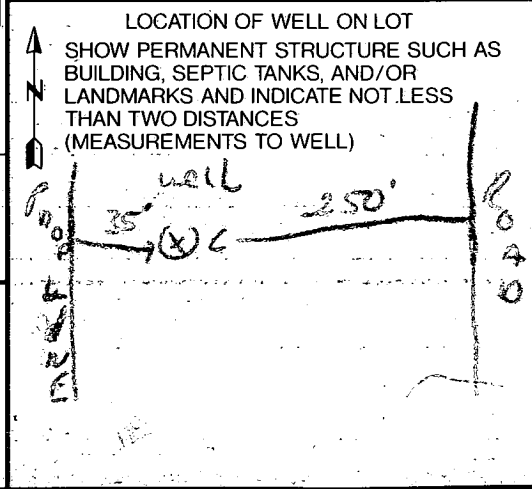 LOCATION OF WELL ON LOT
SHOW PERMANENT STRUCTURE SUCH AS
BUILDING, SEPTIC TANKS, AND/OR
N
LANDMARKS AND INDICATE NOT LESS
THAN TWO DISTANCES
(MEASUREMENTS TO WELL)
well
35'
250'
ROAD